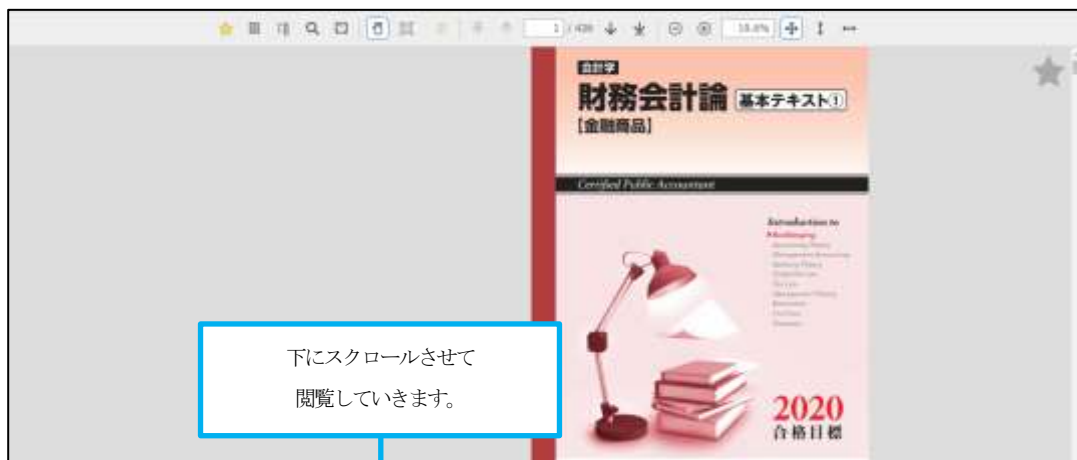 1 / 439
会計学
財務会計論 基本テキスト①
【金融商品】
Certified Public Accountant
Introduction to
下にスクロールさせて
閲覧していきます。
2020
合格目標